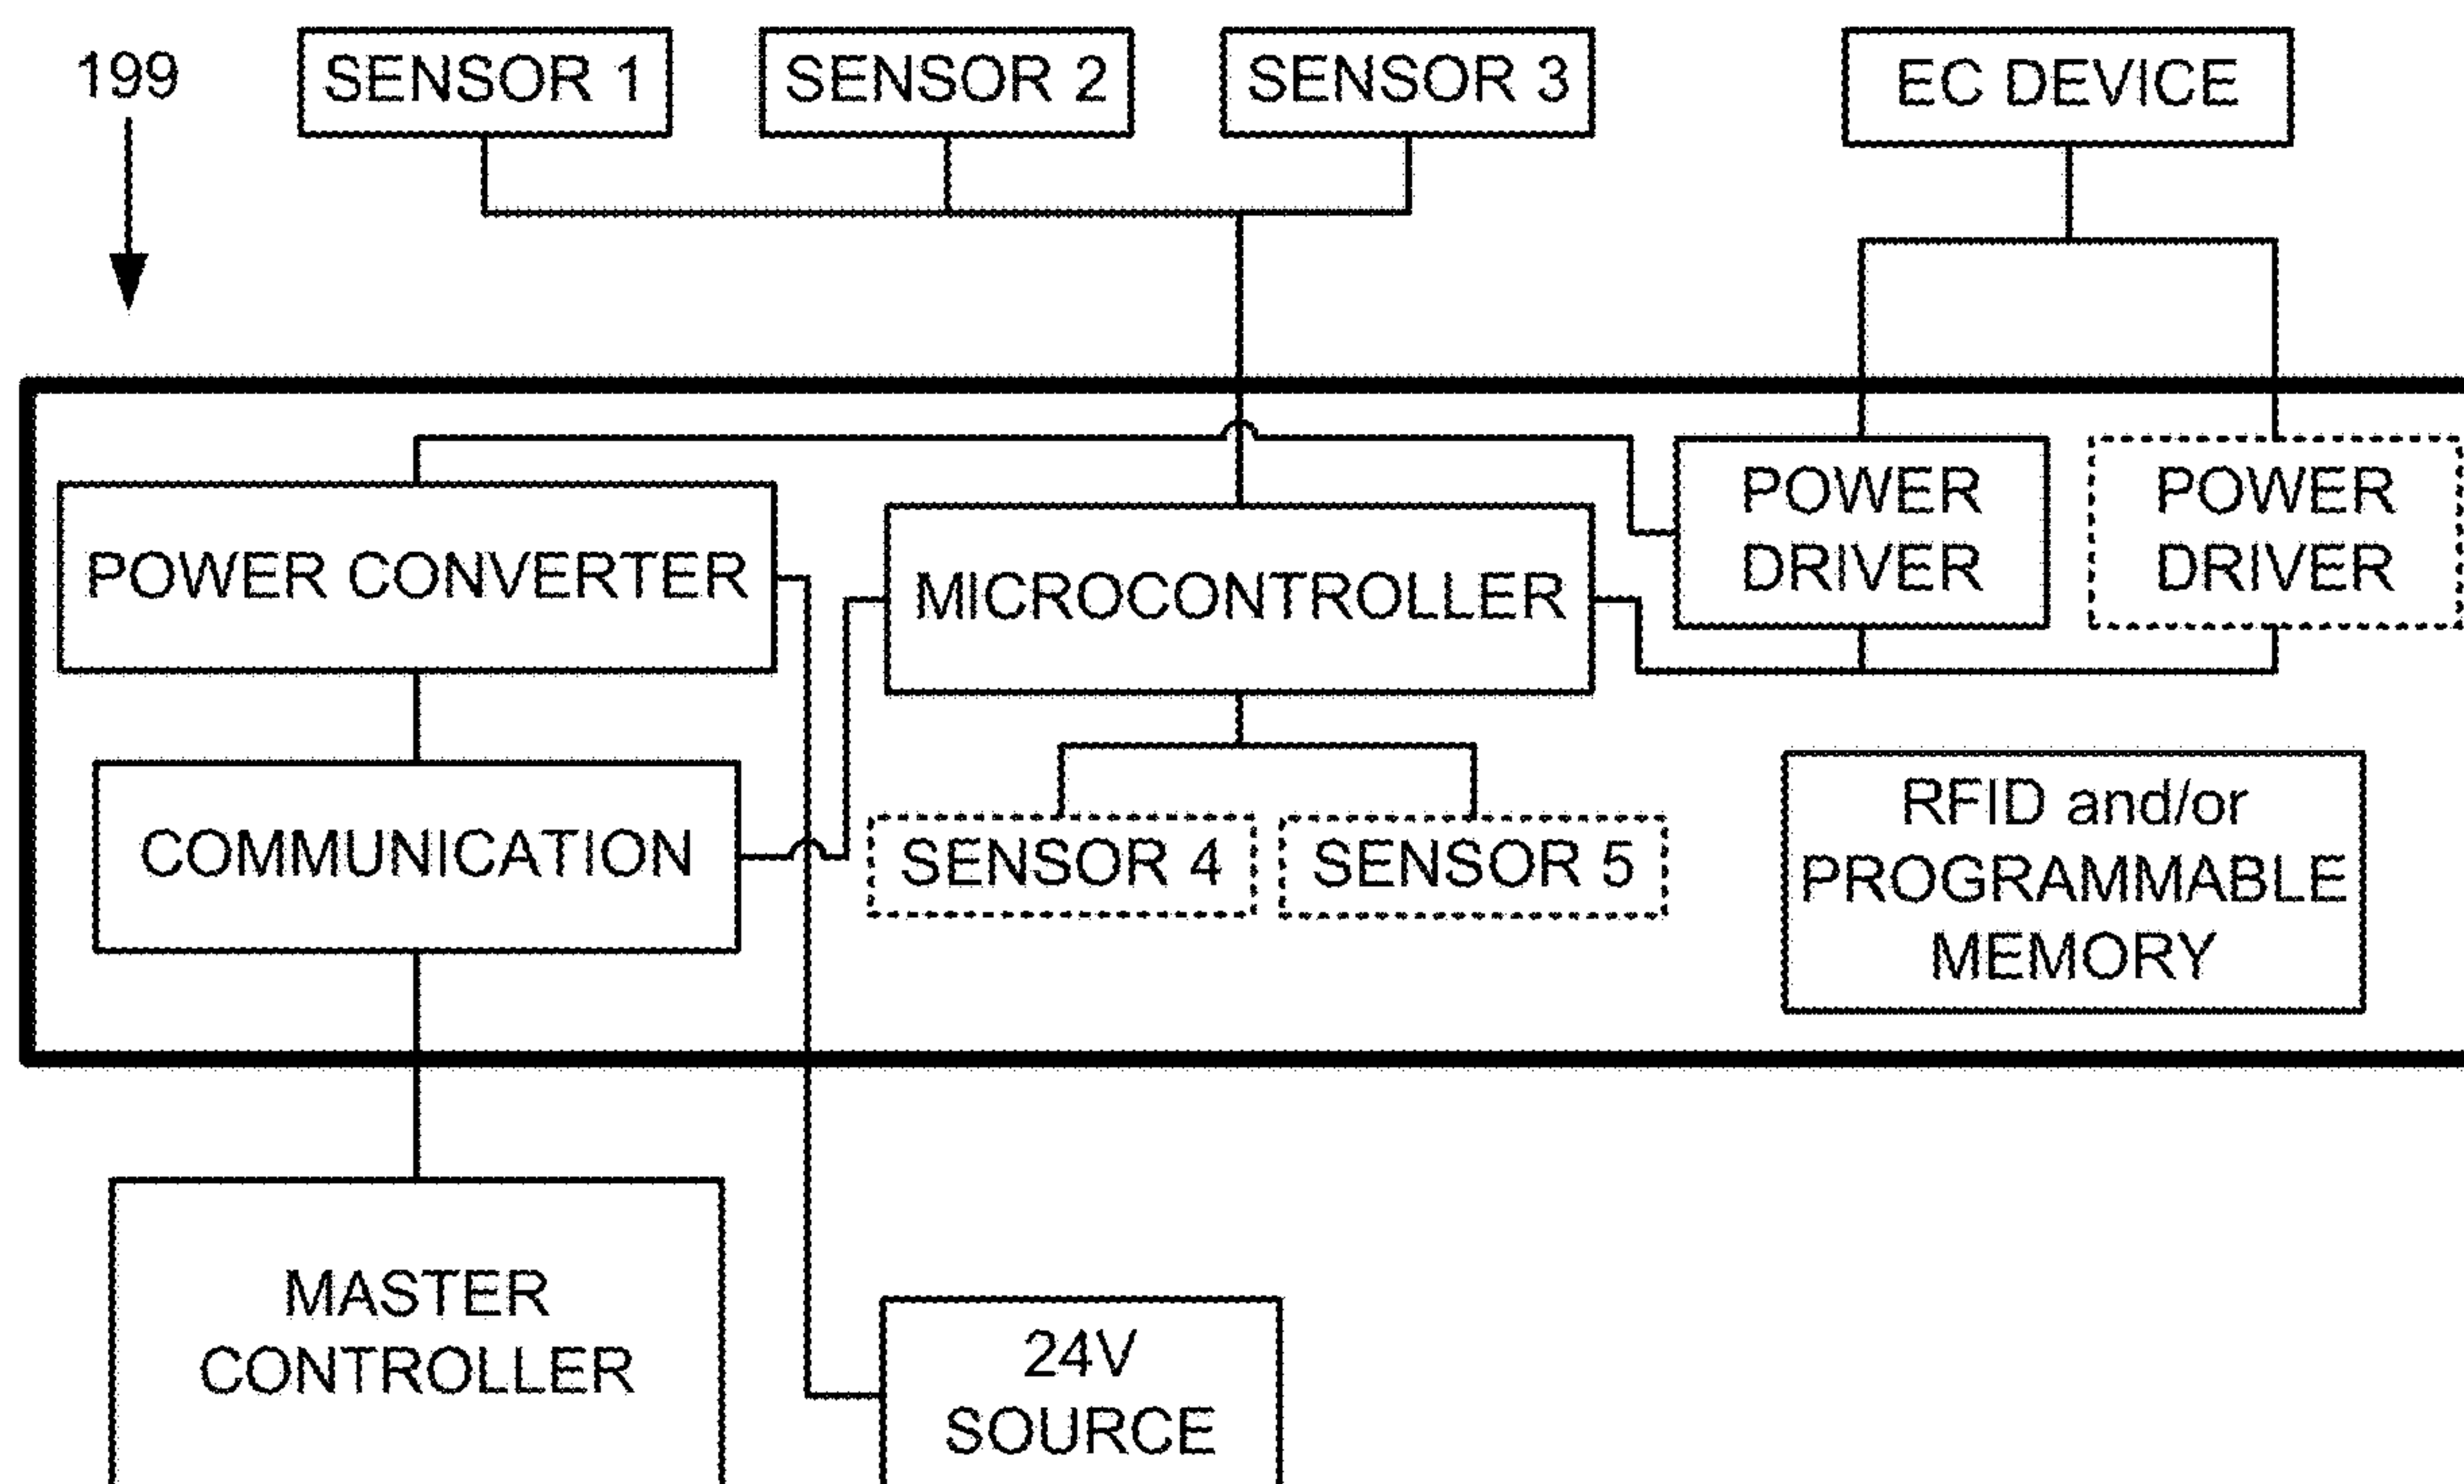 199
SENSOR 1
SENSOR 2
SENSOR 3
EC DEVICE
POWER CONVERTER
MICROCONTROLLER
POWER
DRIVER
POWER
DRIVER
COMMUNICATION
SENSOR 4
SENSOR 5
RFID and/or
PROGRAMMABLE
MEMORY
MASTER
CONTROLLER
24V
SOURCE